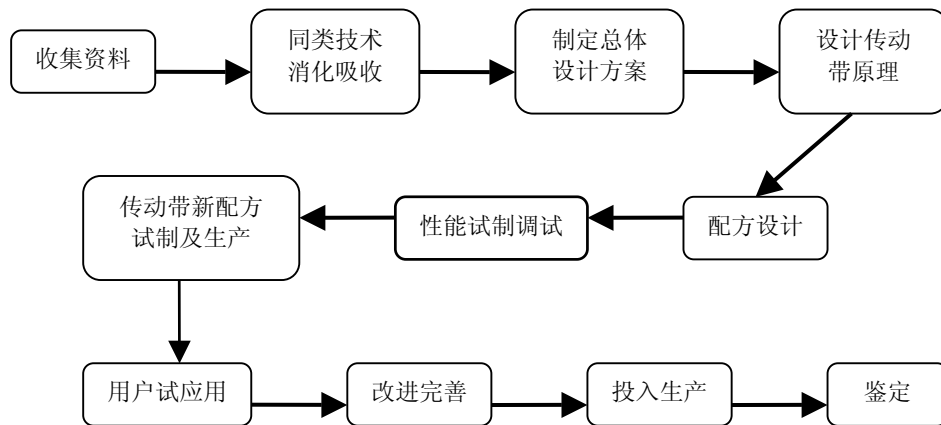 收集资料
同类技术
消化吸收
制定总体
设计方案
设计传动
带原理
配方设计
性能试制调试
传动带新配方
试制及生产
用户试应用
改进完善
投入生产
鉴定